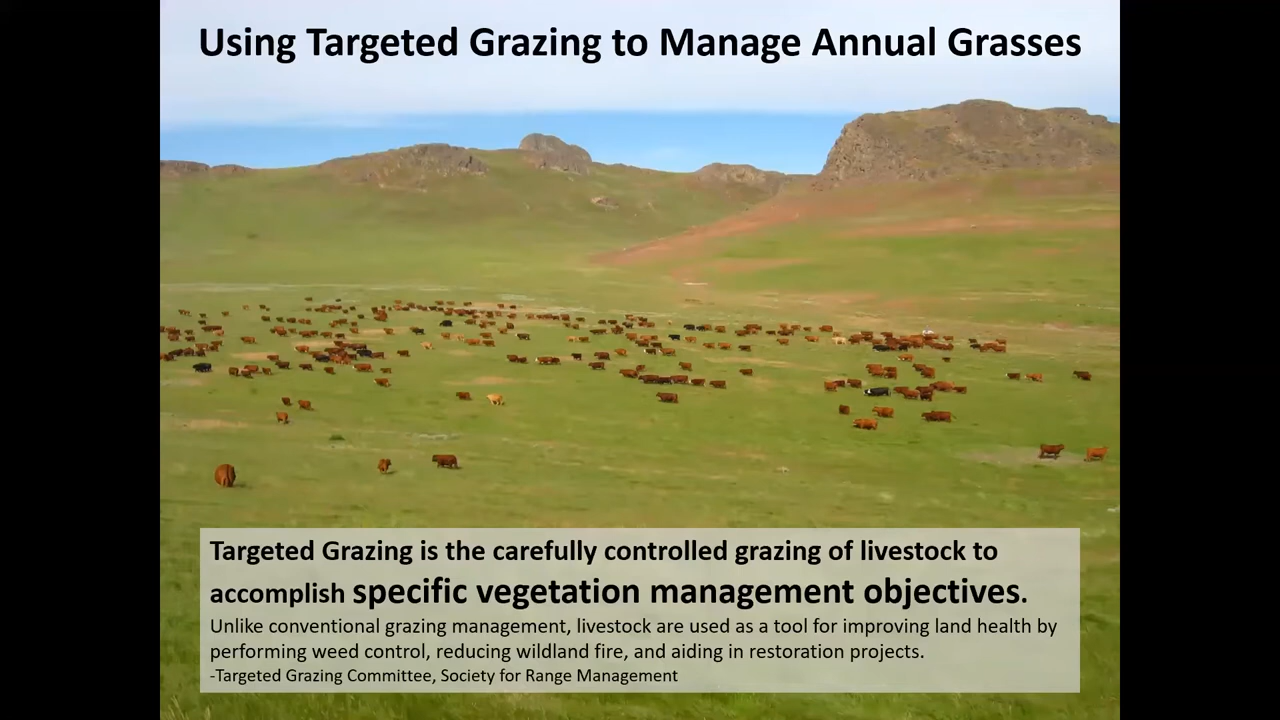 Using Targeted Grazing to Manage Annual Grasses
Targeted Grazing is the carefully controlled grazing of livestock to
accomplish specific vegetation management objectives.
Unlike conventional grazing management, livestock are used as a tool for improving land health by
performing weed control, reducing wildland fire, and aiding in restoration projects.
-Targeted Grazing Committee, Society for Range Management